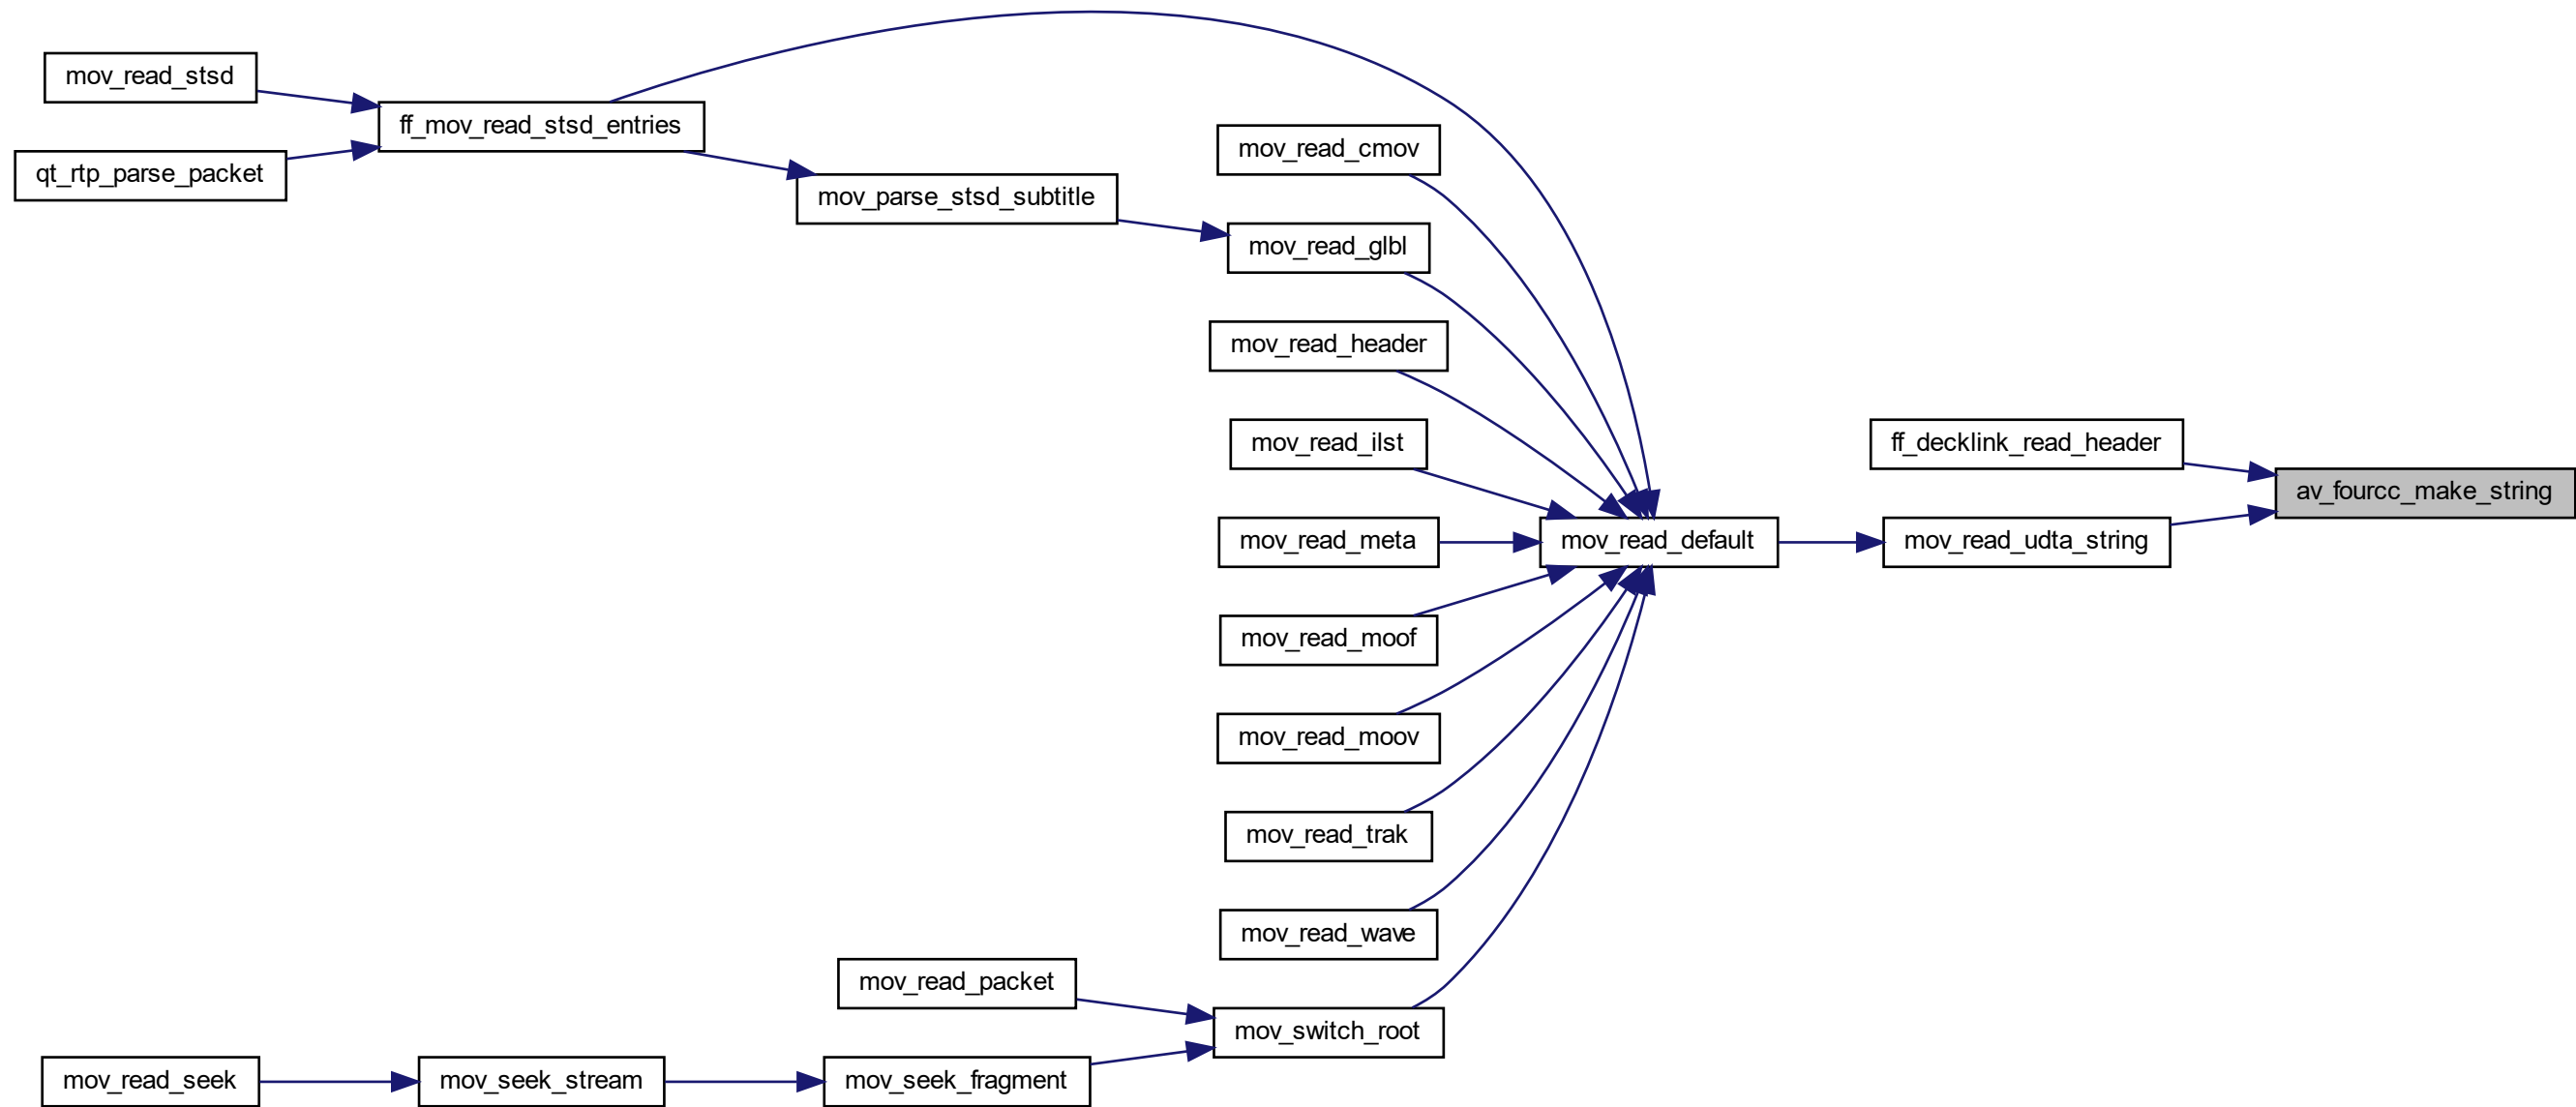 mov_read_stsd
ff_mov_read_stsd_entries
mov_read_cmov
qt_rtp_parse_packet
mov_parse_stsd_subtitle
mov_read_glbl
mov_read_header
mov_read_ilst
ff_decklink_read_header
av_fourcc_make_string
mov_read_meta
mov_read_default
mov_read_udta_string
mov_read_moof
mov_read_moov
mov_read_trak
mov_read_wave
mov_read_packet
mov_switch_root
mov_read_seek
mov_seek_stream
mov_seek_fragment